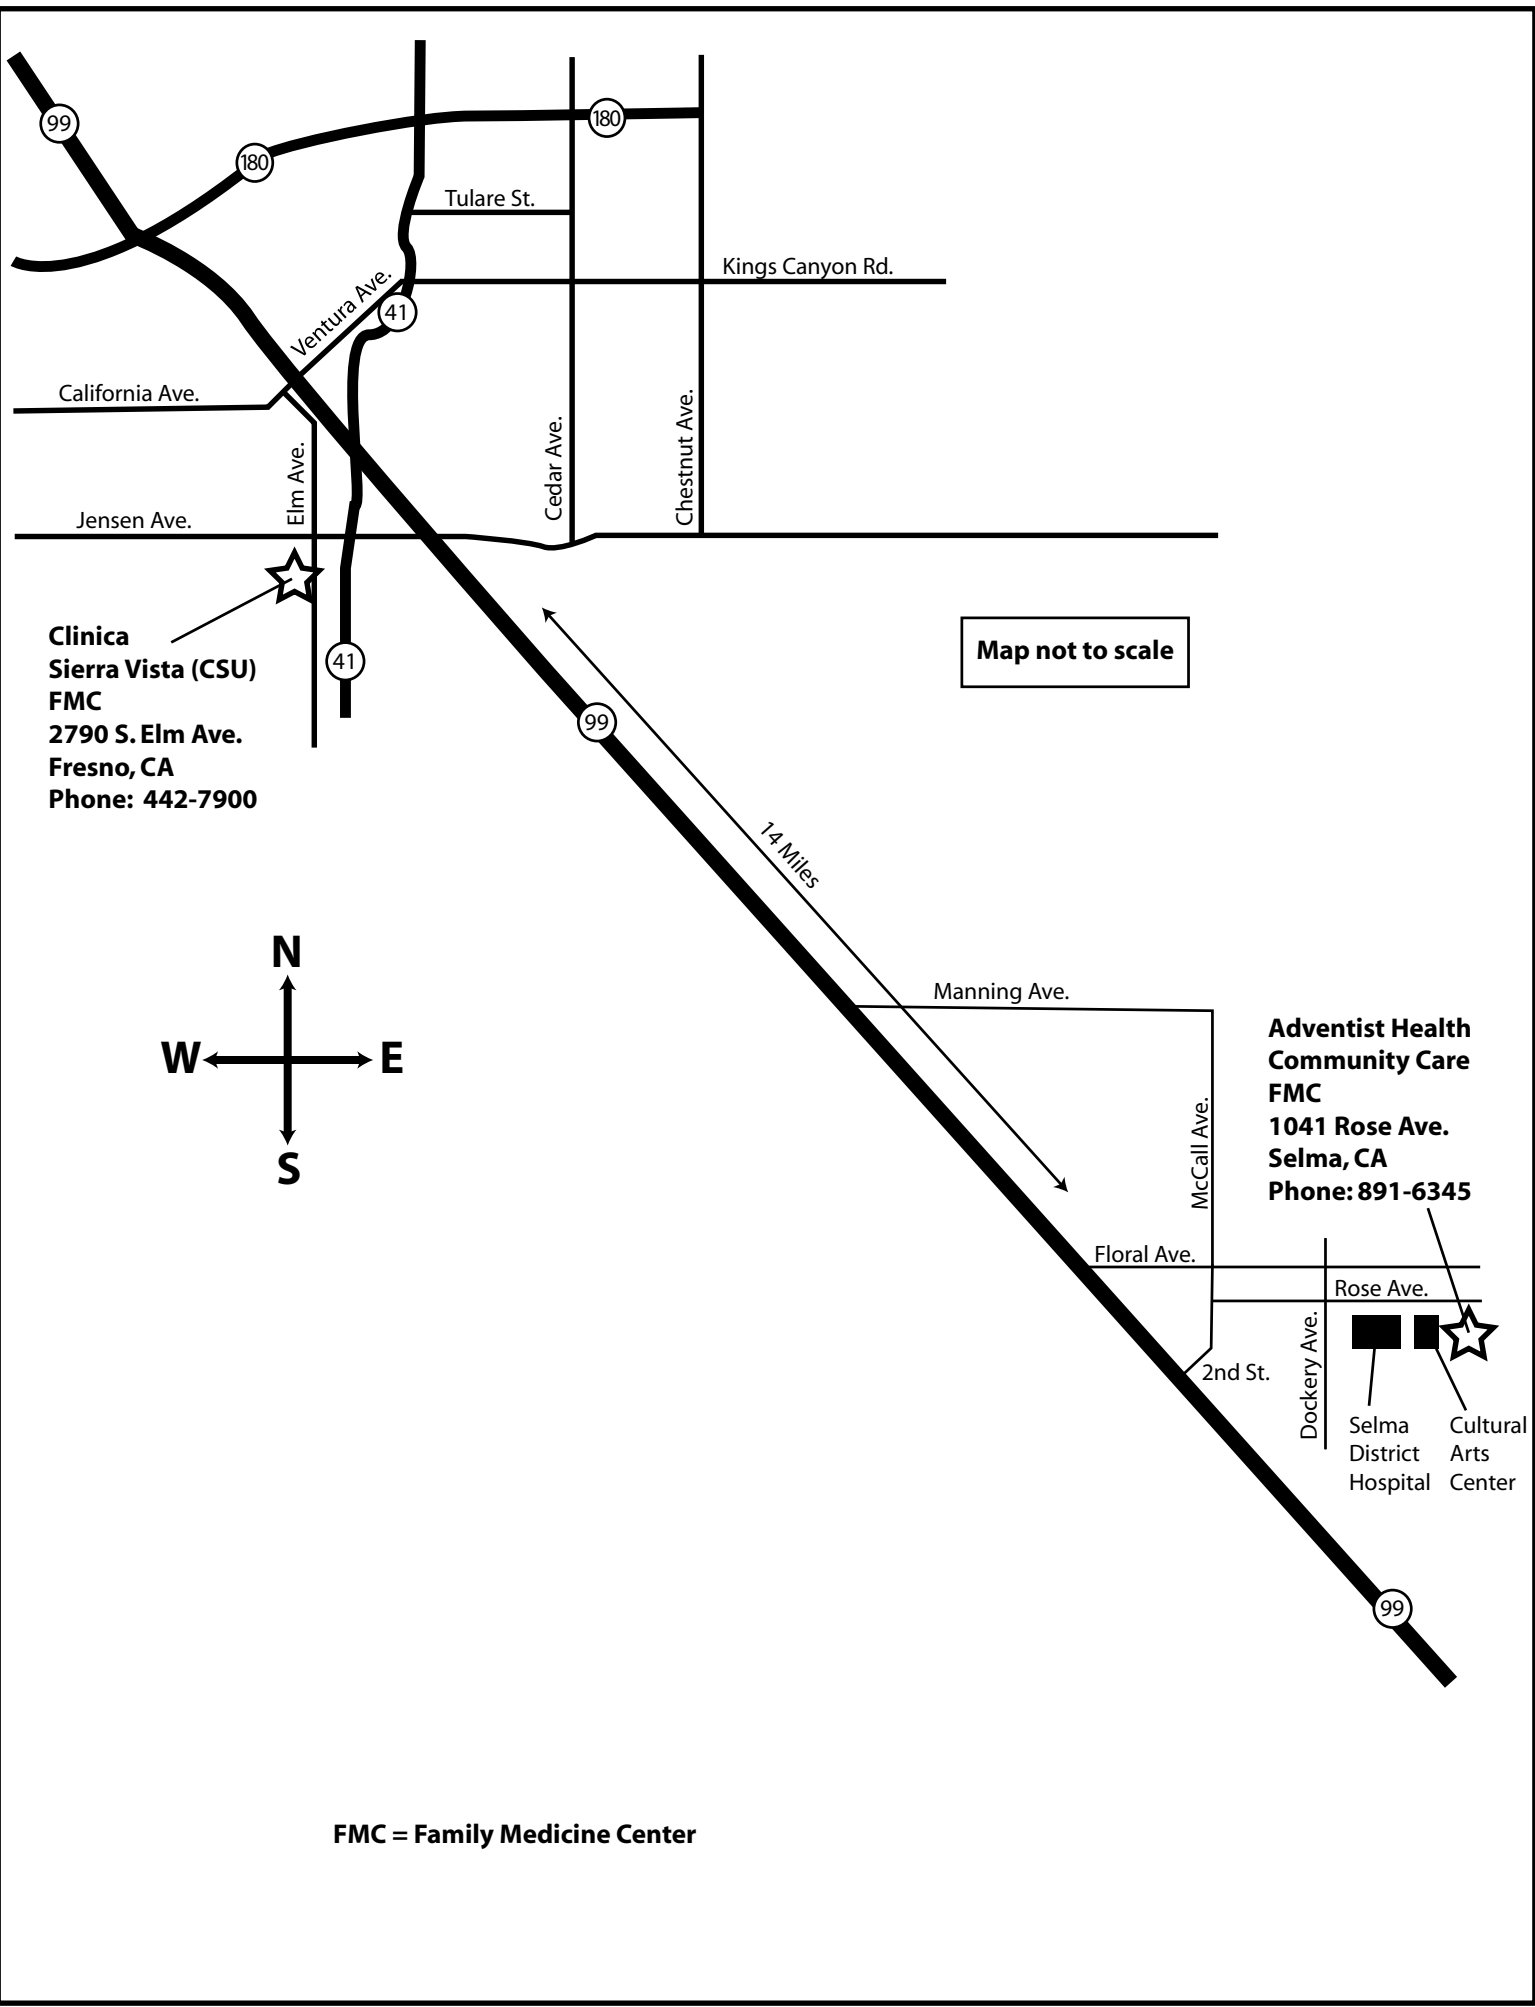 99
180
180
Tulare St.
Kings Canyon Rd.
Ventura Ave.
41
California Ave.
Elm Ave.
Cedar Ave.
Chestnut Ave.
Jensen Ave.
Clinica
Sierra Vista (CSU)
FMC
2790 S. Elm Ave.
Fresno, CA
Phone: 442-7900
41
Map not to scale
99
14 Miles
N
W
E
S
Manning Ave.
McCall Ave.
Adventist Health
Community Care
FMC
1041 Rose Ave.
Selma, CA
Phone: 891-6345
Floral Ave.
Rose Ave.
2nd St.
Dockery Ave.
Selma
District
Hospital
Cultural
Arts
Center
99
FMC = Family Medicine Center